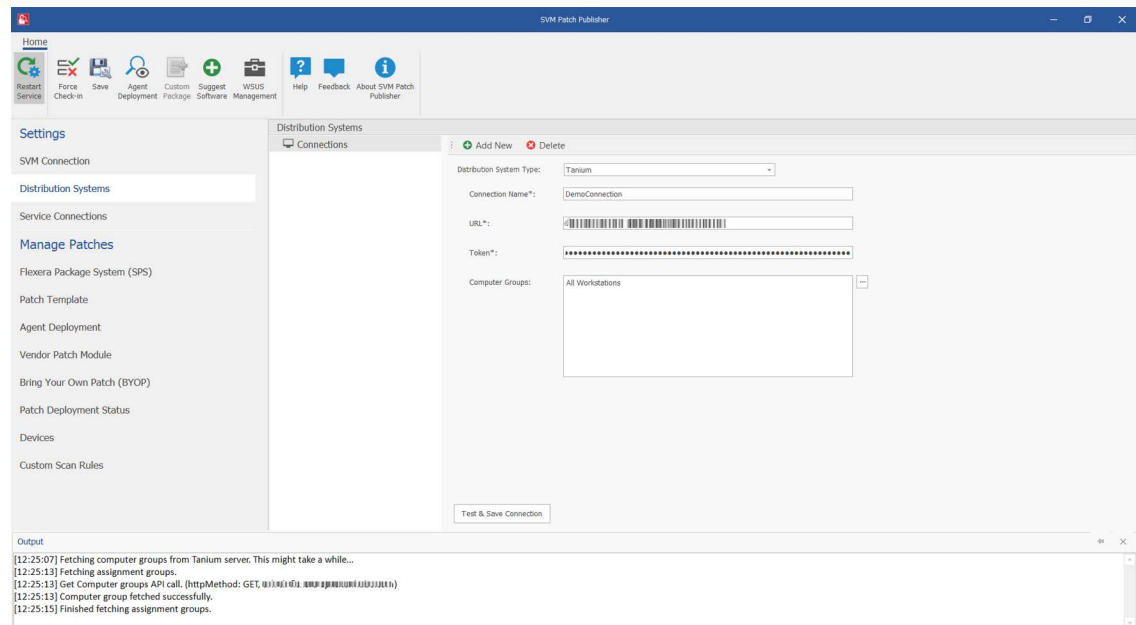 SVM Patch Publisher
Home
Restart Service
Force Check-in
Save
Agent Deployment
Custom Package
Suggest Software
WSUS Management
Help
Feedback
About SVM Patch Publisher
Settings
SVM Connection
Distribution Systems
Service Connections
Manage Patches
Flexera Package System (SPS)
Patch Template
Agent Deployment
Vendor Patch Module
Bring Your Own Patch (BYOP)
Patch Deployment Status
Devices
Custom Scan Rules
Distribution Systems
Connections
Add New Delete
Distribution System Type: Tanium
Connection Name*: DemoConnection
URL*:
Token*: 
Computer Groups: All Workstations
...
Test & Save Connection
Output
[12:25:07] Fetching computer groups from Tanium server. This might take a while...
[12:25:13] Fetching assignment groups.
[12:25:13] Get Computer groups API call. (httpMethod: GET,
[12:25:13] Computer group fetched successfully.
[12:25:15] Finished fetching assignment groups.